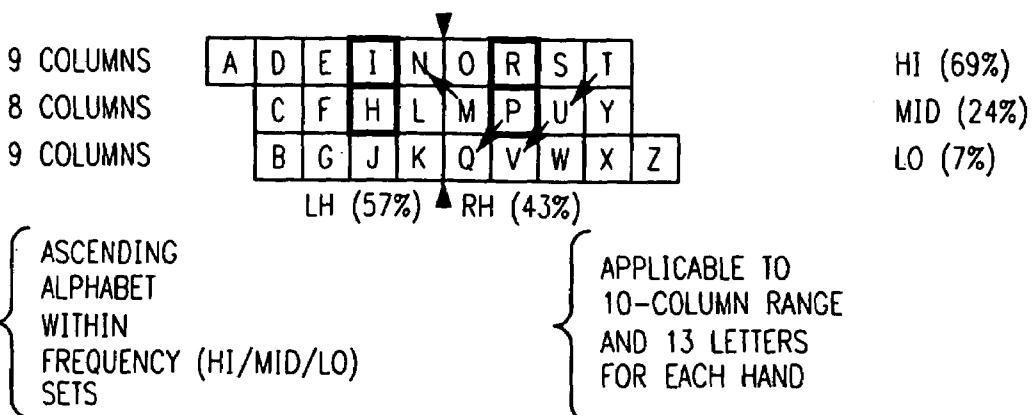 9 COLUMNS A D E I N O R S T HI (69%)
8 COLUMNS C F H L M P U Y MID (24%)
9 COLUMNS B G J K Q V W X Z LO (7%)
LH (57%) RH (43%)
ASCENDING
ALPHABET
WITHIN
FREQUENCY (HI/MID/LO)
SETS
APPLICABLE TO
10-COLUMN RANGE
AND 13 LETTERS
FOR EACH HAND